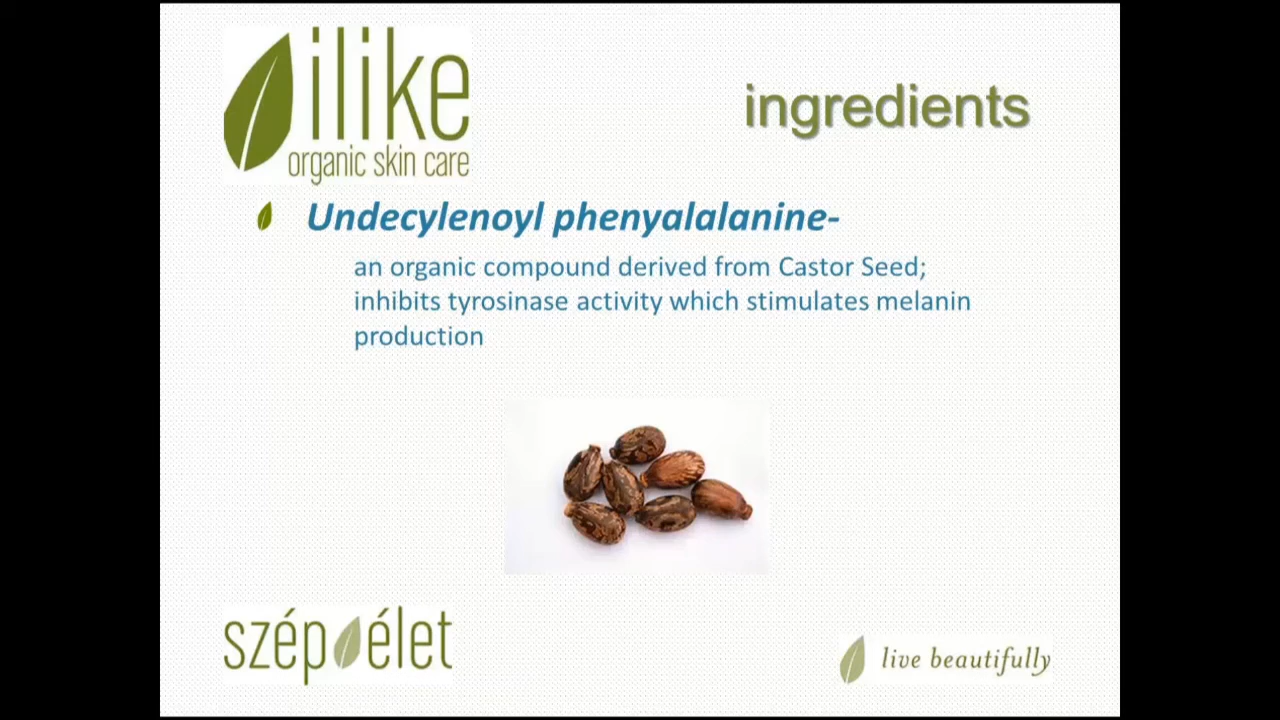 ilike
organic skin care
ingredients
Undecylenoyl phenyalalanine-
an organic compound derived from Castor Seed;
inhibits tyrosinase activity which stimulates melanin
production
szép élet
live beautifully